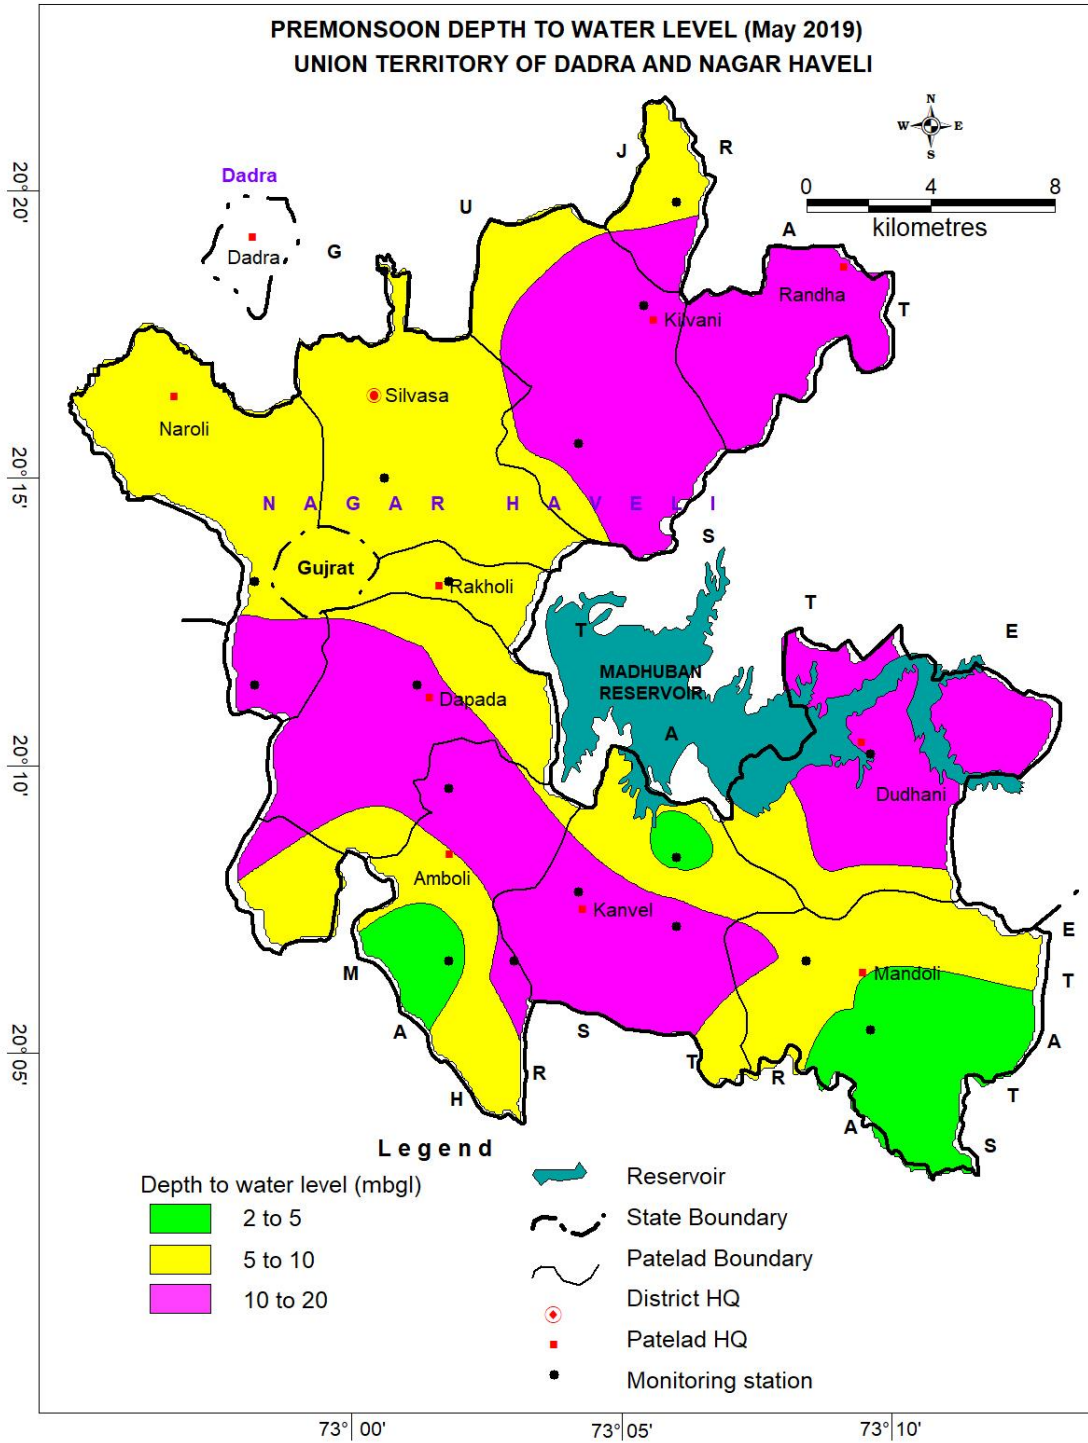 PREMONSOON DEPTH TO WATER LEVEL (May 2019)
UNION TERRITORY OF DADRA AND NAGAR HAVELI
N
W E
S
0 4 8
kilometres
20° 20'
20° 15'
20° 10'
20° 05'
Dadra
Dadra
G U J R A T
Randha
Kilvani
Silvasa
Naroli
N A G A R H A V E L I
Gujrat
Rakholi
S T A T E
MADHUBAN
RESERVOIR
Dapada
Dudhani
Amboli
Kanvel
Mandoli
M A H R S T R A
S T A T E
Legend
Depth to water level (mbgl)
2 to 5
5 to 10
10 to 20
Reservoir
State Boundary
Patelad Boundary
District HQ
Patelad HQ
Monitoring station
73° 00' 73° 05' 73° 10'